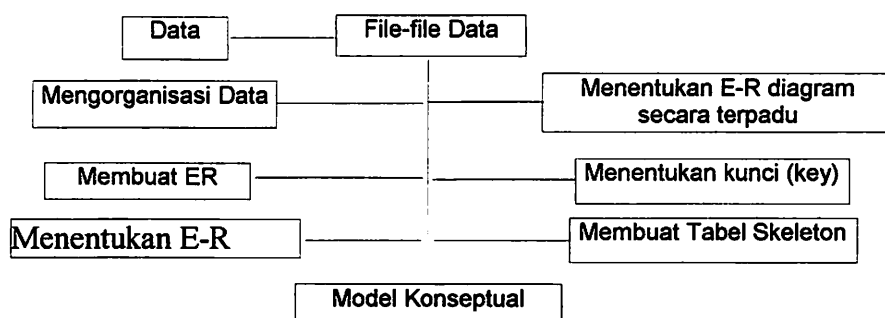 Data
File-file Data
Mengorganisasi Data
Menentukan E-R diagram
secara terpadu
Membuat ER
Menentukan kunci (key)
Menentukan E-R
Membuat Tabel Skeleton
Model Konseptual